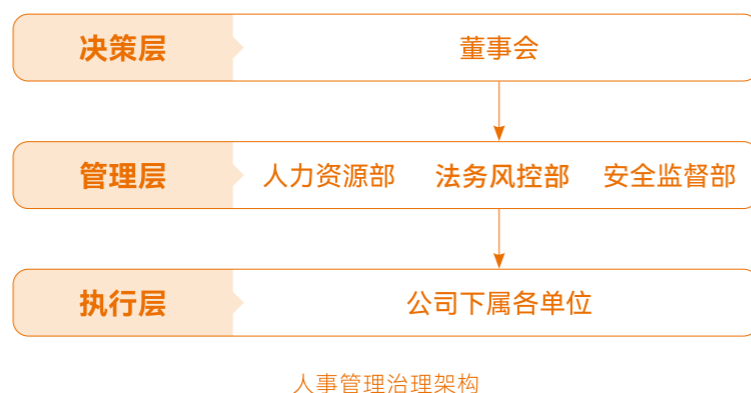 决策层 董事会
管理层 人力资源部 法务风控部 安全监督部
执行层 公司下属各单位
人事管理治理架构